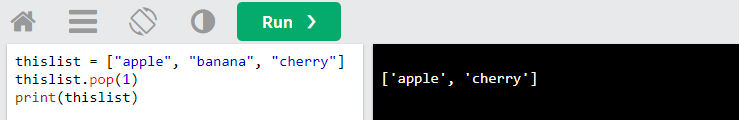 Run ❯
thislist = ["apple", "banana", "cherry"]
thislist.pop(1)
print(thislist)
['apple', 'cherry']